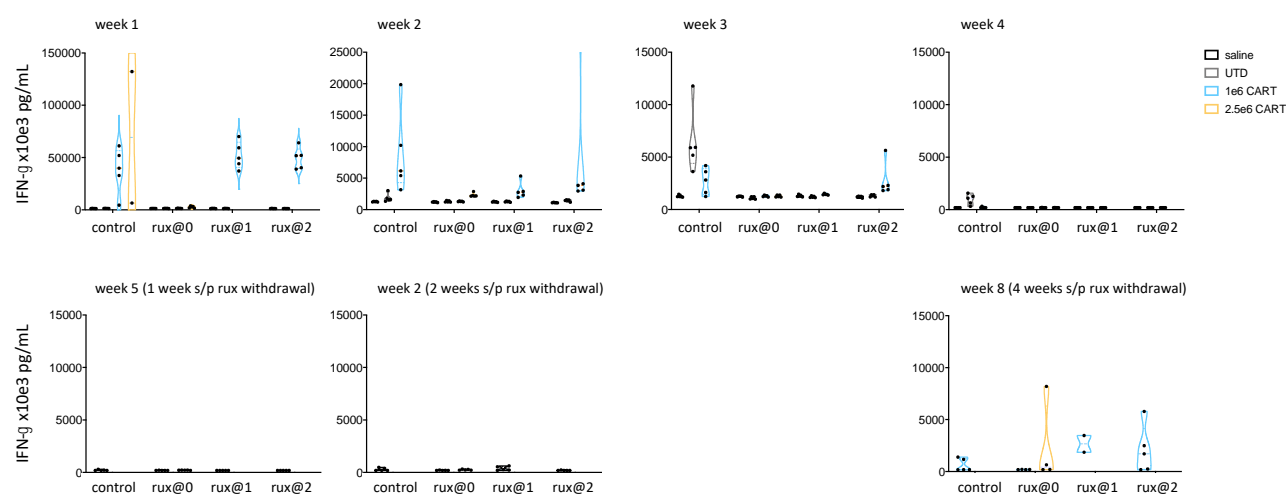 week 1
week 2
week 3
week 4
IFN-g x10e3 pg/mL
150000
100000
50000
0
control rux@0 rux@1 rux@2
25000
20000
15000
10000
5000
0
control rux@0 rux@1 rux@2
15000
10000
5000
0
control rux@0 rux@1 rux@2
15000
10000
5000
0
control rux@0 rux@1 rux@2
saline
UTD
1e6 CART
2.5e6 CART
week 5 (1 week s/p rux withdrawal)
week 2 (2 weeks s/p rux withdrawal)
week 8 (4 weeks s/p rux withdrawal)
IFN-g x10e3 pg/mL
15000
10000
5000
0
control rux@0 rux@1 rux@2
15000
10000
5000
0
control rux@0 rux@1 rux@2
15000
10000
5000
0
control rux@0 rux@1 rux@2